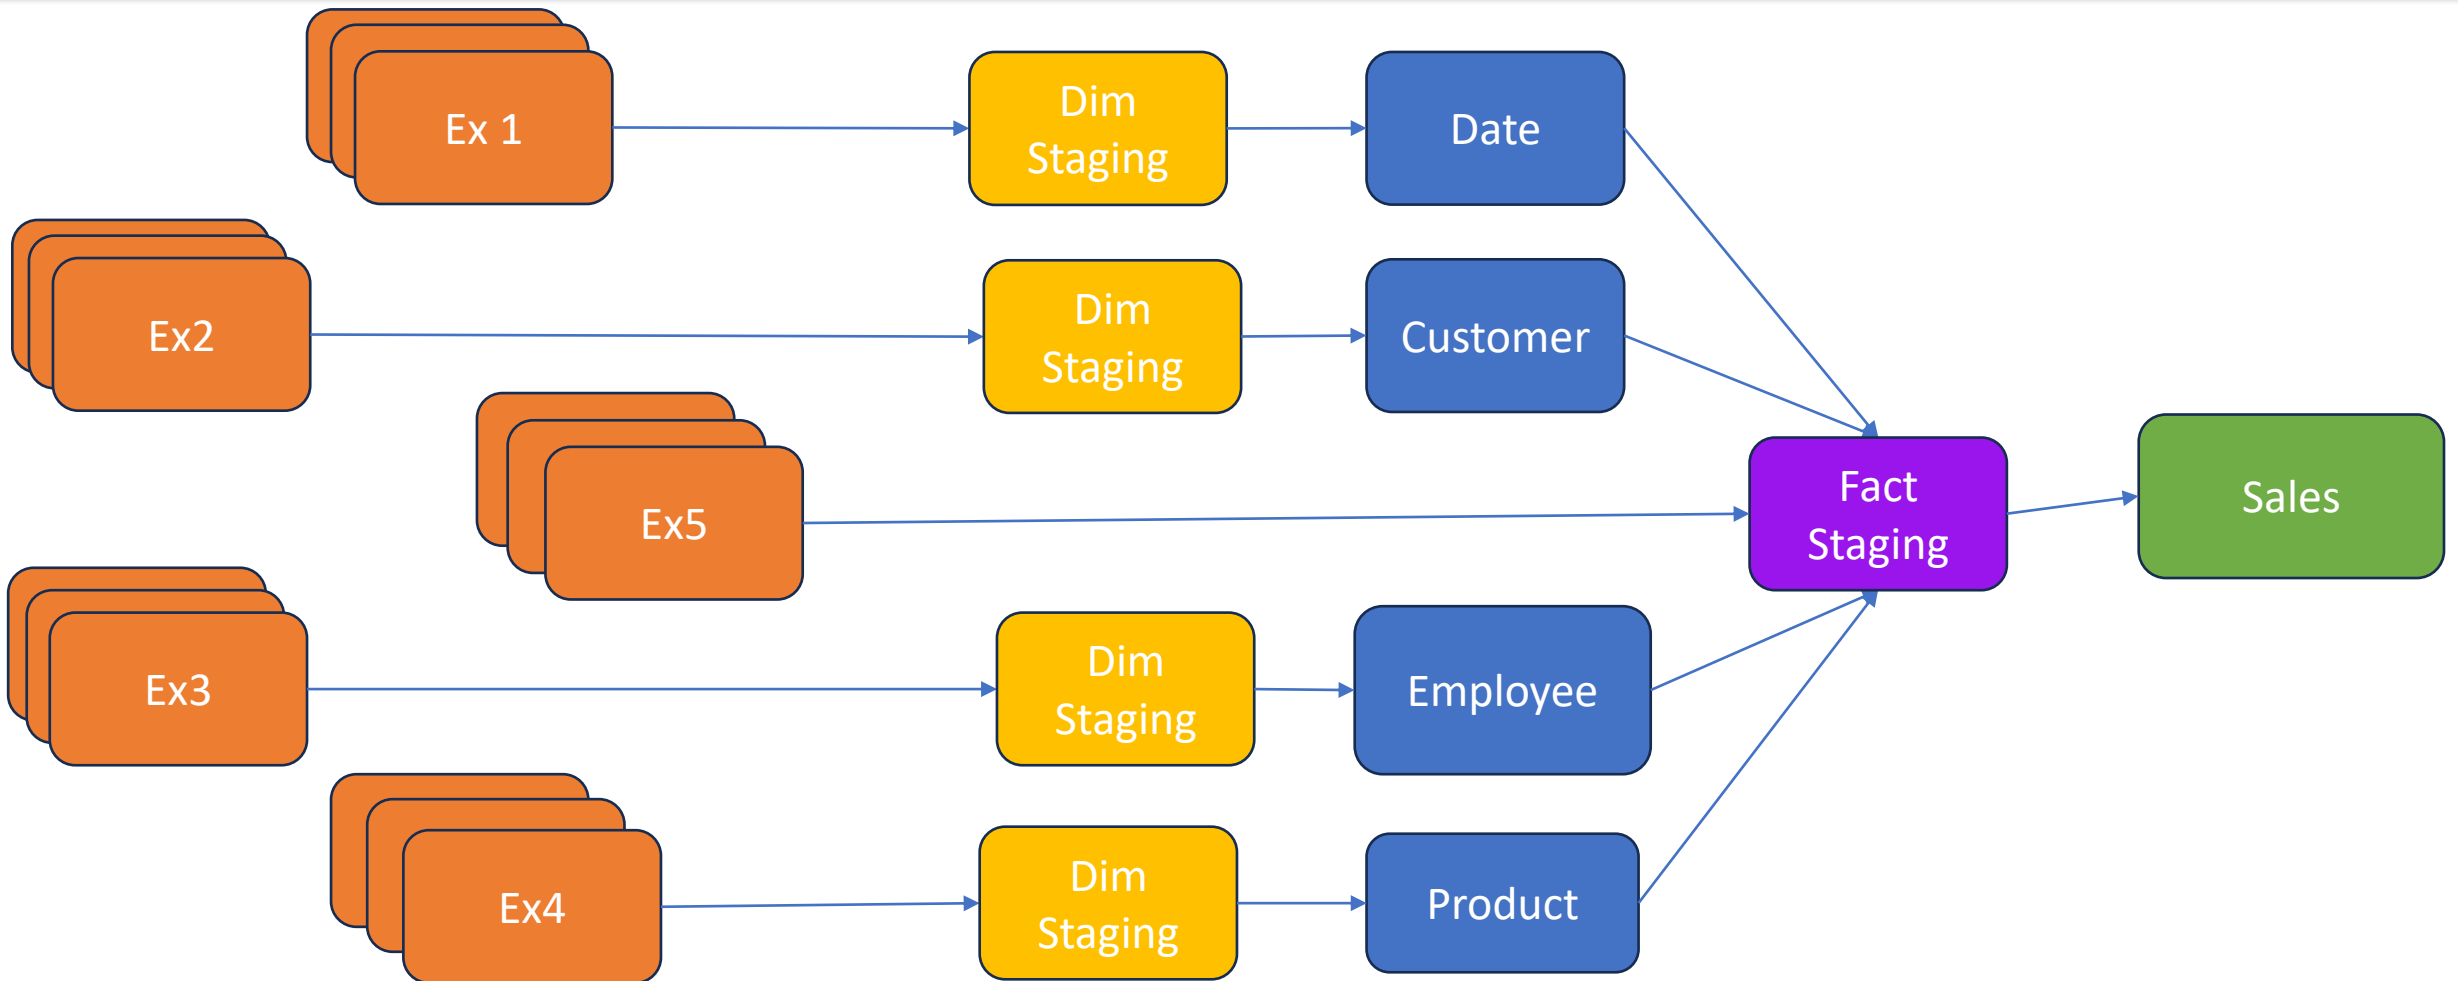 Ex 1
Dim
Staging
Date
Ex2
Dim
Staging
Customer
Ex5
Fact
Staging
Sales
Ex3
Dim
Staging
Employee
Ex4
Dim
Staging
Product